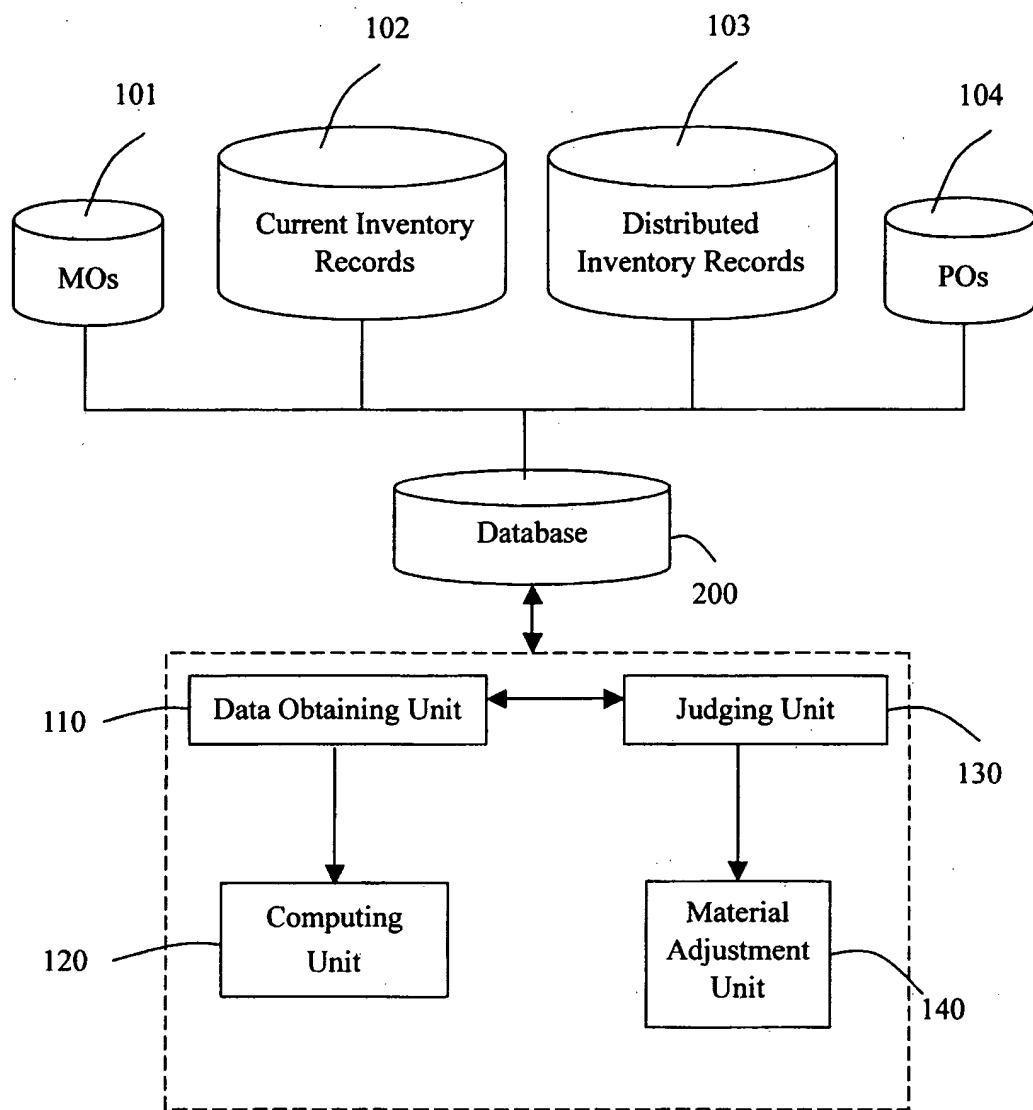 102
103
101
104
Current Inventory
Records
Distributed
Inventory Records
MOs
POs
Database
200
110
Data Obtaining Unit
Judging Unit
130
Computing
Unit
120
Material
Adjustment
Unit
140